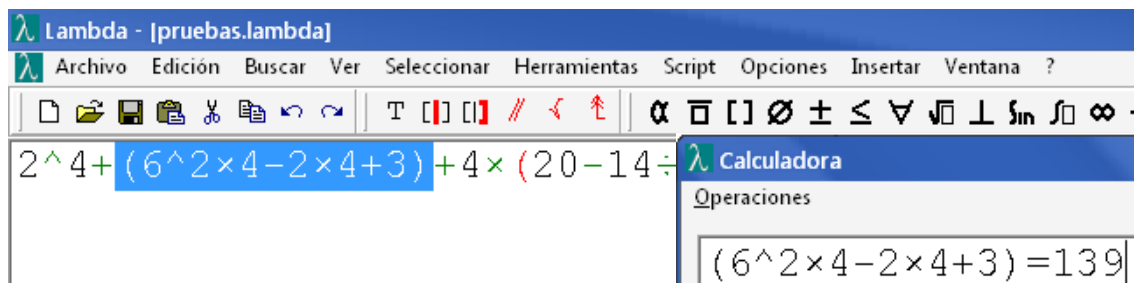 Lambda - [pruebas.lambda]
Archivo Edición Buscar Ver Seleccionar Herramientas Script Opciones Insertar Ventana ?
2^4+(6^2×4-2×4+3)+4×(20-14÷
Calculadora
Operaciones
(6^2×4-2×4+3)=139